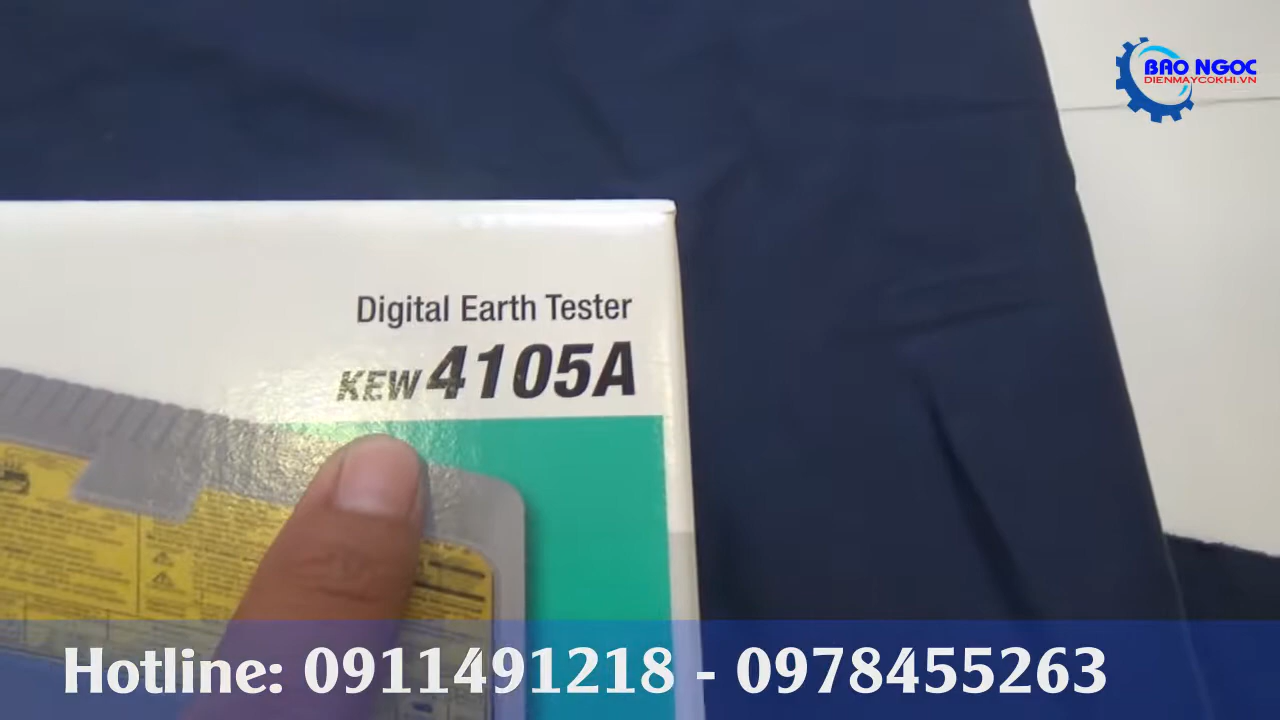 BAO NGOC
DIENMAYCOKHI.VN
Digital Earth Tester
KEW 4105A
Hotline: 0911491218 - 0978455263